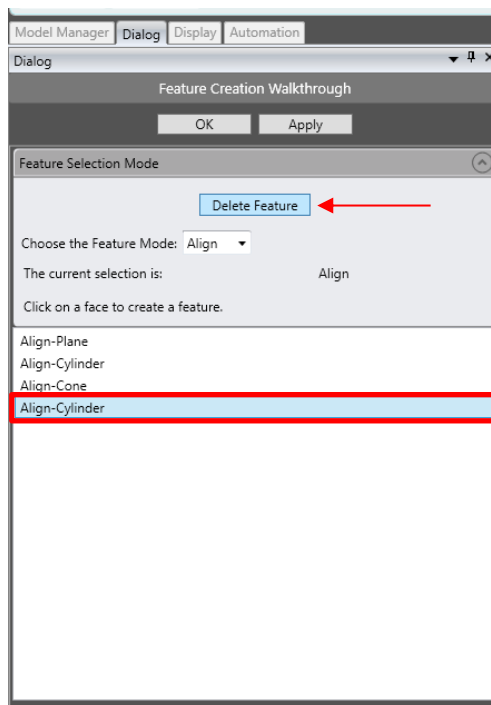 Model Manager Dialog Display Automation
Dialog
Feature Creation Walkthrough
OK Apply
Feature Selection Mode
Delete Feature
Choose the Feature Mode: Align
The current selection is: Align
Click on a face to create a feature.
Align-Plane
Align-Cylinder
Align-Cone
Align-Cylinder